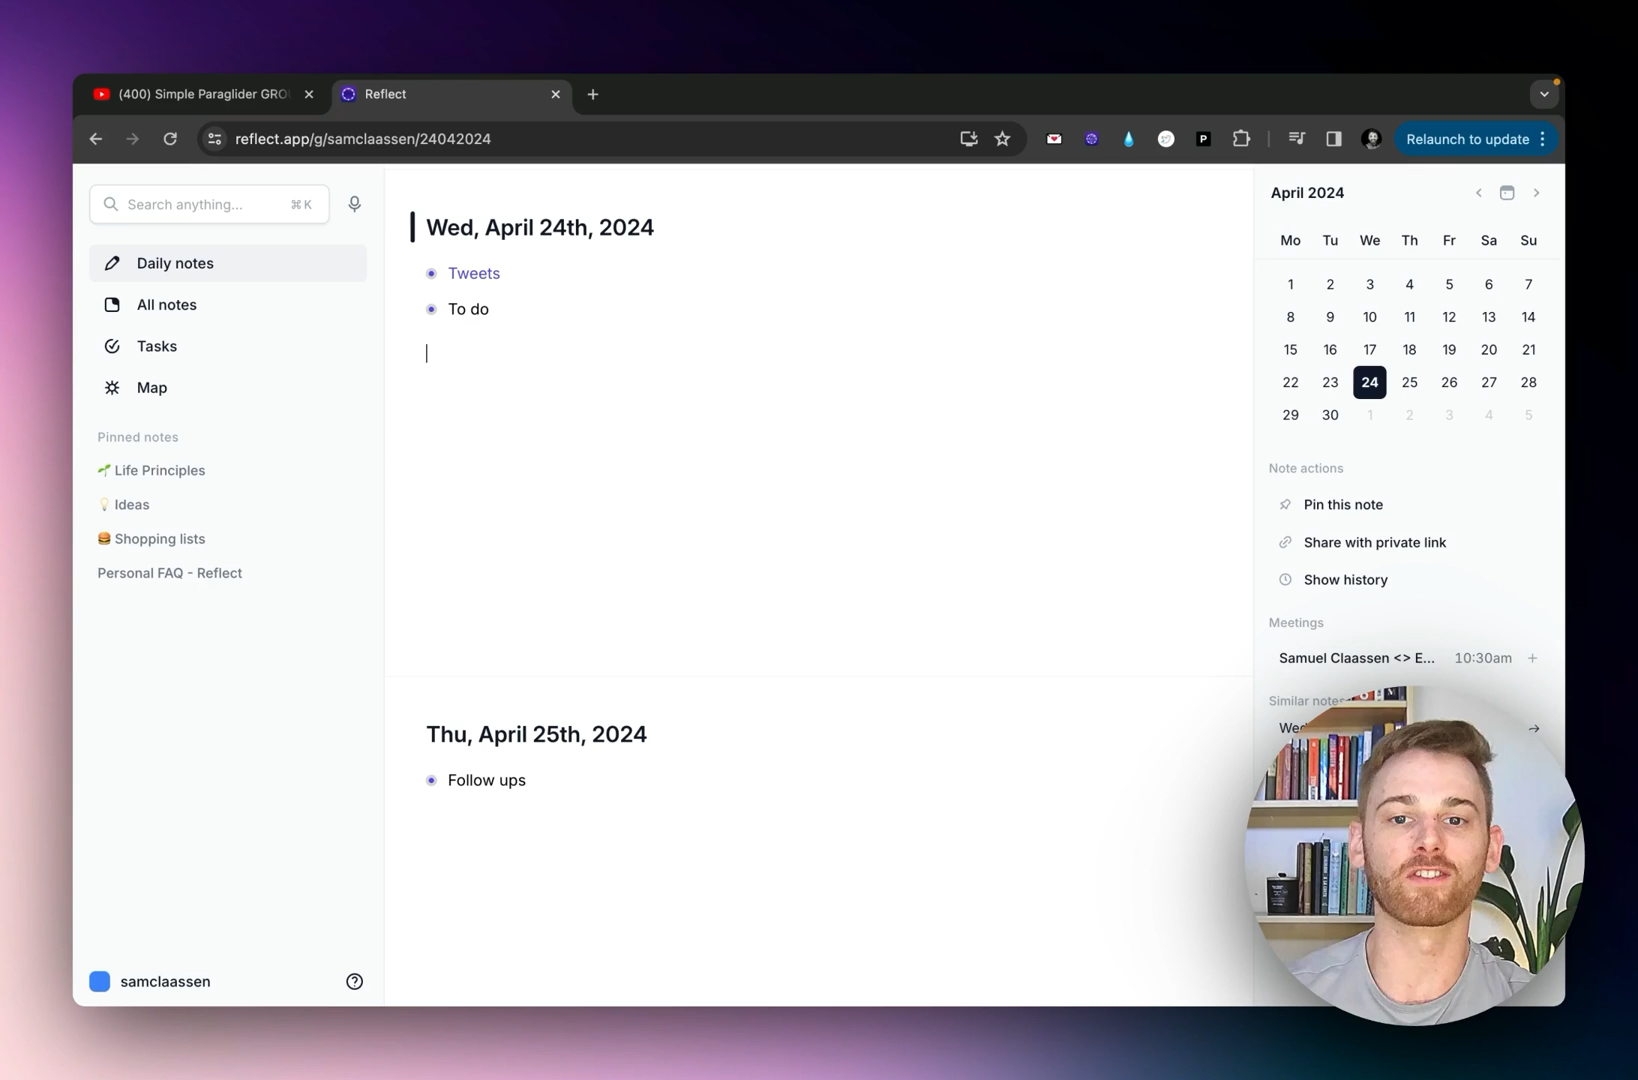 (400) Simple Paraglider GRO
Reflect
reflect.app/g/samclaassen/24042024
P
Relaunch to update
Search anything...
⌘K
Daily notes
All notes
Tasks
Map
Pinned notes
🌱 Life Principles
💡 Ideas
🍔 Shopping lists
Personal FAQ - Reflect
samclaassen
Wed, April 24th, 2024
Tweets
To do
Thu, April 25th, 2024
Follow ups
April 2024
Mo Tu We Th Fr Sa Su
1 2 3 4 5 6 7
8 9 10 11 12 13 14
15 16 17 18 19 20 21
22 23 24 25 26 27 28
29 30 1 2 3 4 5
Note actions
Pin this note
Share with private link
Show history
Meetings
Samuel Claassen <> E... 10:30am +
Similar notes
Wed